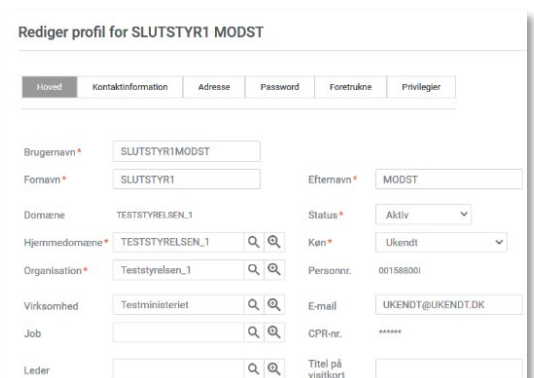 Rediger profil for SLUTSTYR1 MODST
Hoved Kontaktinformation Adresse Password Foretrukne Privilegier
Brugernavn* SLUTSTYR1MODST
Fornavn* SLUTSTYR1 Efternavn* MODST
Domæne TESTSTYRELSEN_1 Status* Aktiv
Hjemmedomæne* TESTSTYRELSEN_1 Køn* Ukendt
Organisation* Teststyrelsen_1 Personnr. 00158800I
Virksomhed Testministeriet E-mail UKENDT@UKENDT.DK
Job CPR-nr. ******
Leder Titel på
visitkort